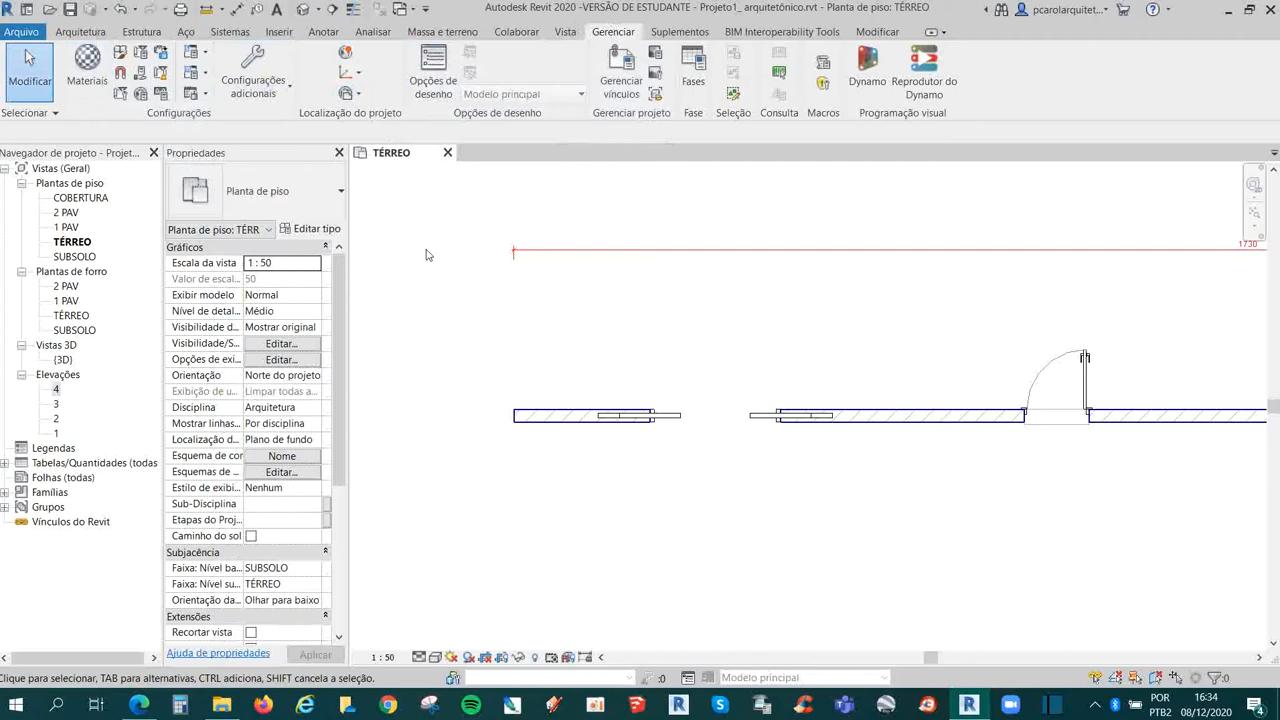 Autodesk Revit 2020 -VERSÃO DE ESTUDANTE - Projeto1_ arquitetônico.rvt - Planta de piso: TÉRREO
pcarolarquitet...
Arquivo Arquitetura Estrutura Aço Sistemas Inserir Anotar Analisar Massa e terreno Colaborar Vista Gerenciar Suplementos BIM Interoperability Tools Modificar
Modificar
Materiais
Configurações
adicionais
Opções de
desenho
Modelo principal
Gerenciar
vínculos
Fases
Dynamo
Reprodutor do
Dynamo
Selecionar
Configurações
Localização do projeto
Opções de desenho
Gerenciar projeto
Fase
Seleção
Consulta
Macros
Programação visual
Navegador de projeto - Projet...
Vistas (Geral)
Plantas de piso
COBERTURA
2 PAV
1 PAV
TÉRREO
SUBSOLO
Plantas de forro
2 PAV
1 PAV
TÉRREO
SUBSOLO
Vistas 3D
{3D}
Elevações
4
3
2
1
Legendas
Tabelas/Quantidades (todas
Folhas (todas)
Famílias
Grupos
Vínculos do Revit
Propriedades
Planta de piso
Planta de piso: TÉRR
Editar tipo
Gráficos
Escala da vista 1 : 50
Valor de escal... 50
Exibir modelo Normal
Nível de detal... Médio
Visibilidade d... Mostrar original
Visibilidade/S... Editar...
Opções de exi... Editar...
Orientação Norte do projeto
Exibição de u... Limpar todas a...
Disciplina Arquitetura
Mostrar linhas... Por disciplina
Localização d... Plano de fundo
Esquema de cor Nome
Esquemas de ... Editar...
Estilo de exibi... Nenhum
Sub-Disciplina
Etapas do Proj...
Caminho do sol
Subjacência
Faixa: Nível ba... SUBSOLO
Faixa: Nível su... TÉRREO
Orientação da... Olhar para baixo
Extensões
Recortar vista
Ajuda de propriedades
Aplicar
TÉRREO
1730
1 : 50
Clique para selecionar, TAB para alternativas, CTRL adiciona, SHIFT cancela a seleção.
:0
Modelo principal
:0
POR
PTB2
16:34
08/12/2020
4